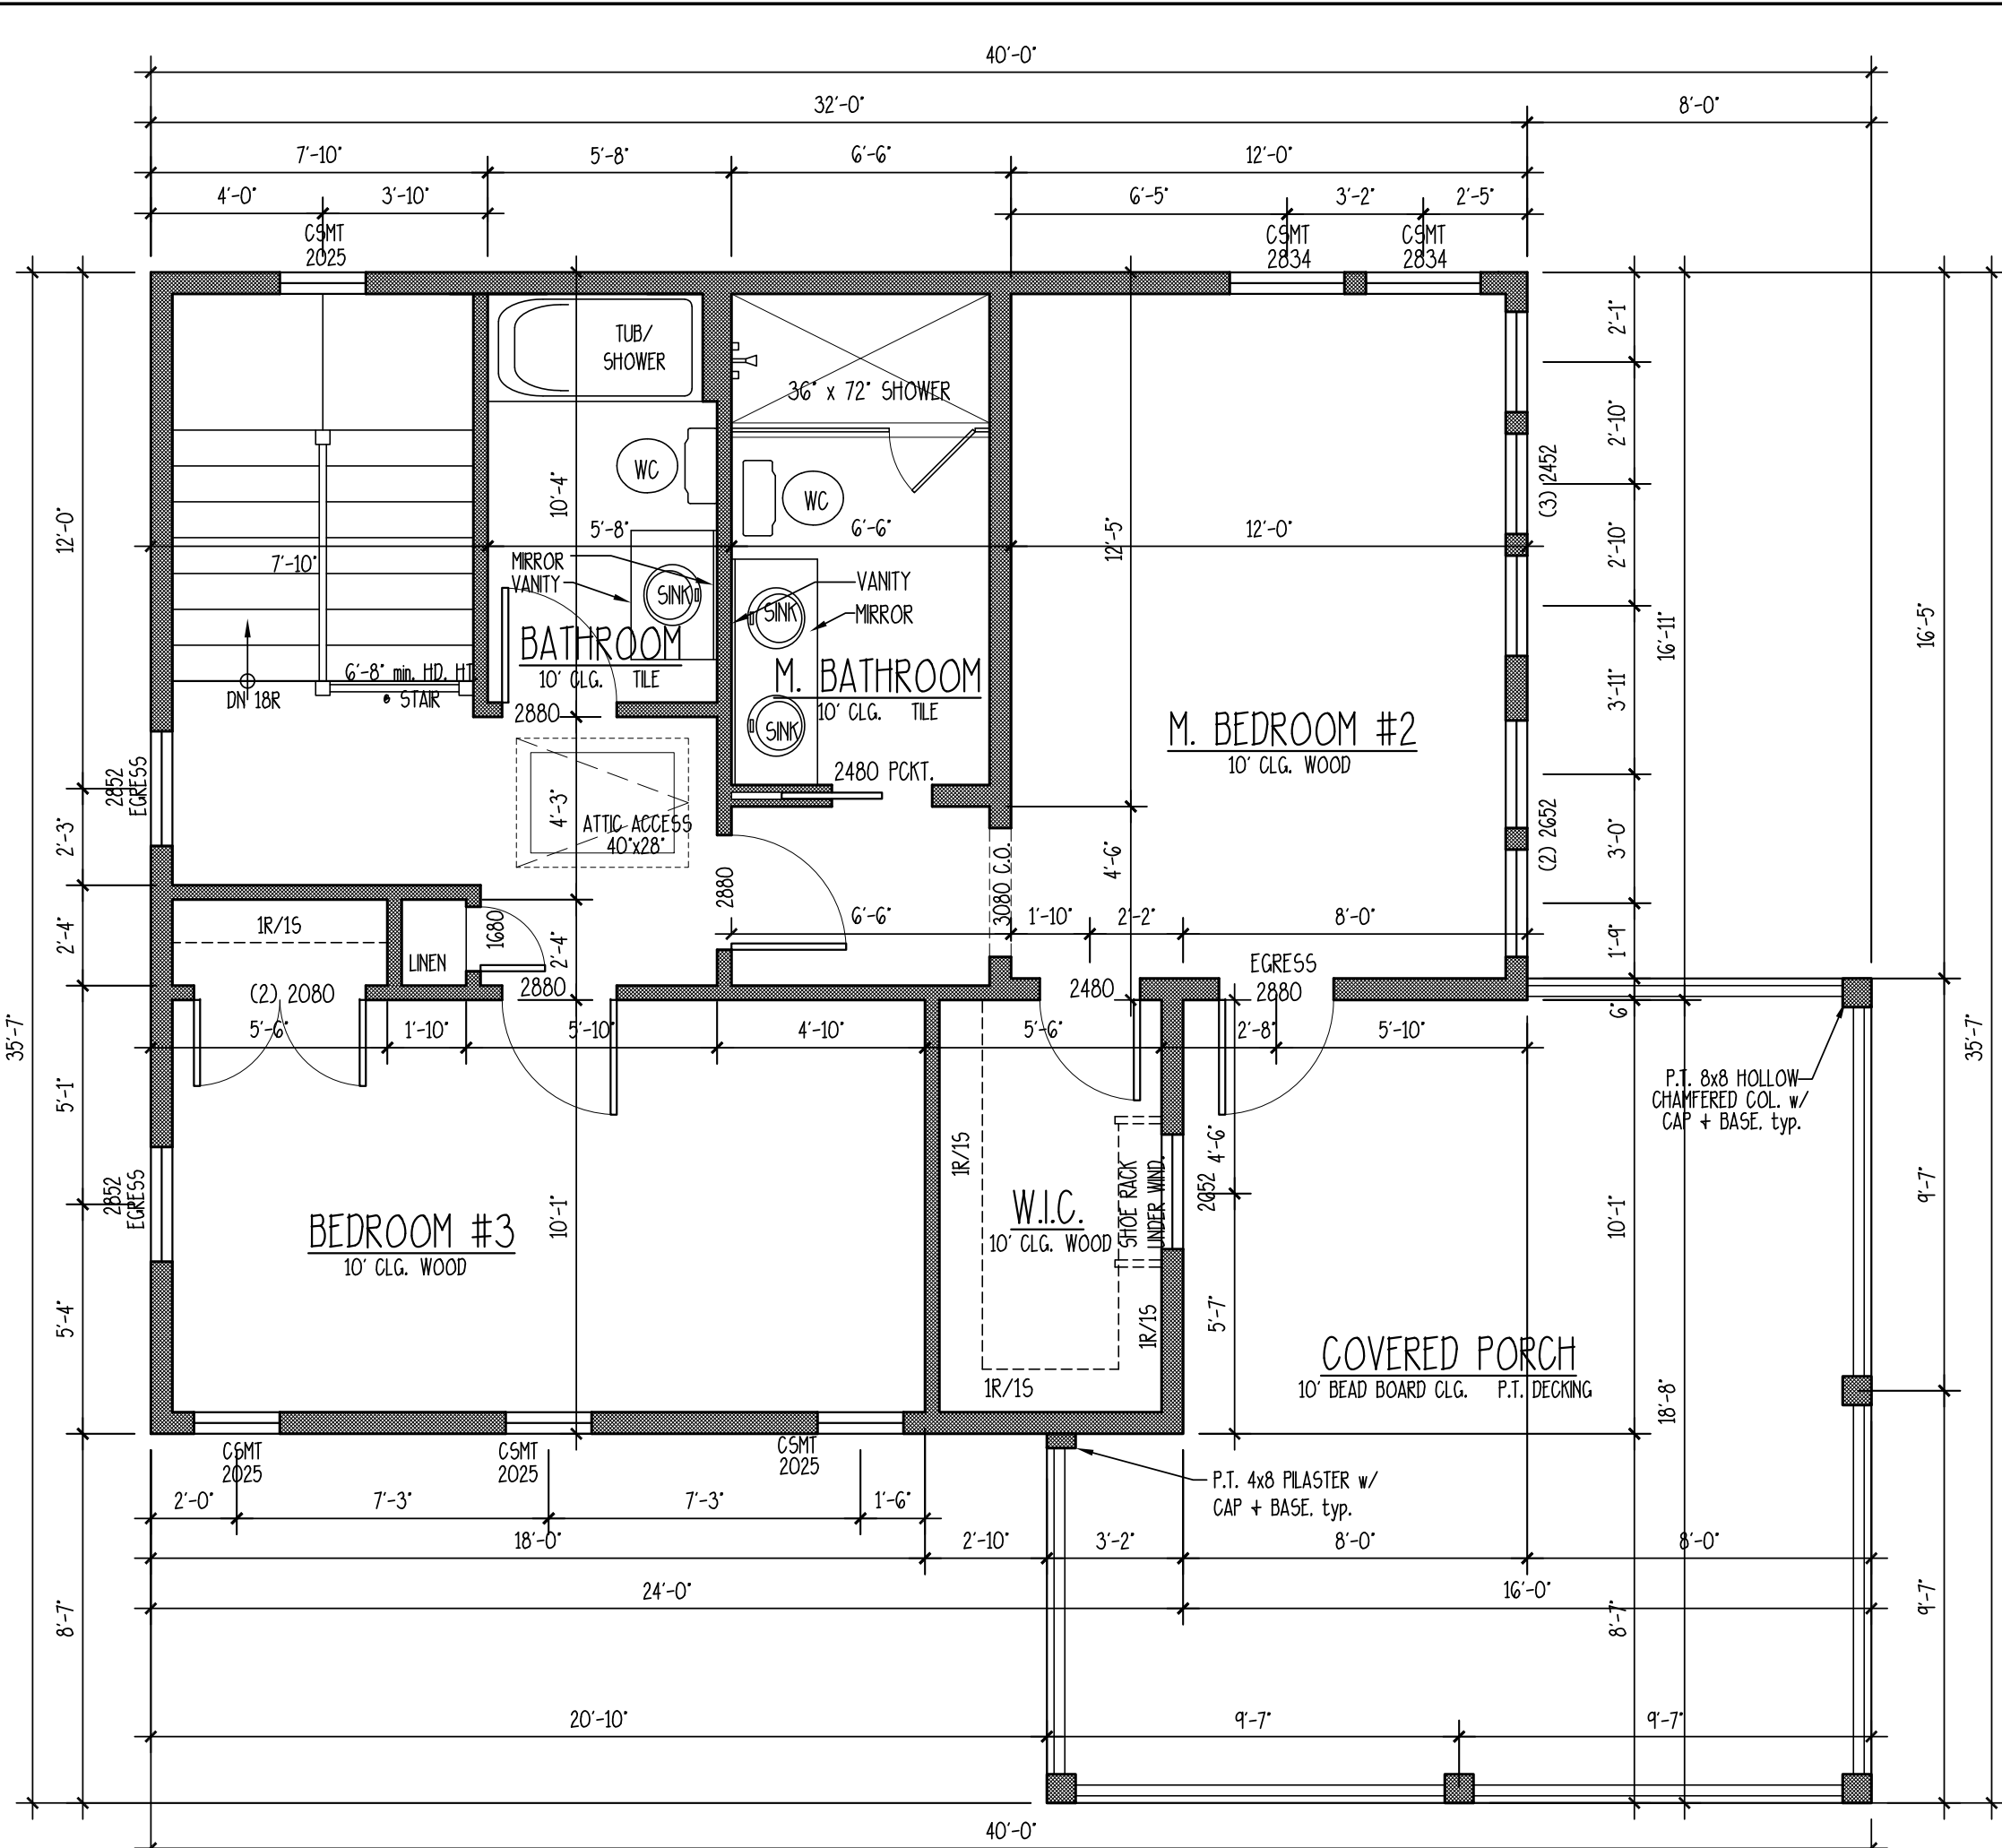 40'-0"
32'-0"
8'-0"
7'-10"
5'-8"
6'-6"
12'-0"
4'-0"
3'-10"
6'-5"
3'-2"
2'-5"
CSMT
2025
CSMT
2834
CSMT
2834
TUB/
SHOWER
36" x 72" SHOWER
WC
WC
10'-4"
5'-8"
6'-6"
12'-5"
12'-0"
7'-10"
MIRROR
VANITY
SINK
SINK
VANITY
MIRROR
BATHROOM
10' CLG. TILE
M. BATHROOM
10' CLG. TILE
SINK
6'-8" min. HD. HT
@ STAIR
DN 18R
2880
2480 PCKT.
M. BEDROOM #2
10' CLG. WOOD
2'-1"
2'-10"
(3) 2452
2'-10"
16'-11"
3'-11"
(2) 2652
3'-0"
1'-9"
6"
16'-5"
35'-7"
12'-0"
2852
EGRESS
2'-3"
2'-4"
35'-7"
5'-1"
2852
EGRESS
5'-4"
8'-7"
4'-3"
ATTIC ACCESS
40"x28"
2880
6'-6"
3080 C.O.
4'-6"
1'-10"
2'-2"
8'-0"
1R/1S
LINEN
1680
2'-4"
(2) 2080
2880
2480
EGRESS
2880
5'-6"
1'-10"
5'-10"
4'-10"
5'-6"
2'-8"
5'-10"
P.T. 8x8 HOLLOW
CHAMFERED COL. w/
CAP + BASE, typ.
1R/1S
SHOE RACK
UNDER WIND.
2052
4'-6"
W.I.C.
10' CLG. WOOD
BEDROOM #3
10' CLG. WOOD
10'-1"
10'-1"
9'-7"
1R/1S
5'-7"
1R/1S
COVERED PORCH
10' BEAD BOARD CLG. P.T. DECKING
18'-8"
CSMT
2025
CSMT
2025
CSMT
2025
P.T. 4x8 PILASTER w/
CAP + BASE, typ.
2'-0"
7'-3"
7'-3"
1'-6"
18'-0"
2'-10"
3'-2"
8'-0"
8'-0"
24'-0"
16'-0"
8'-7"
9'-7"
20'-10"
9'-7"
9'-7"
40'-0"